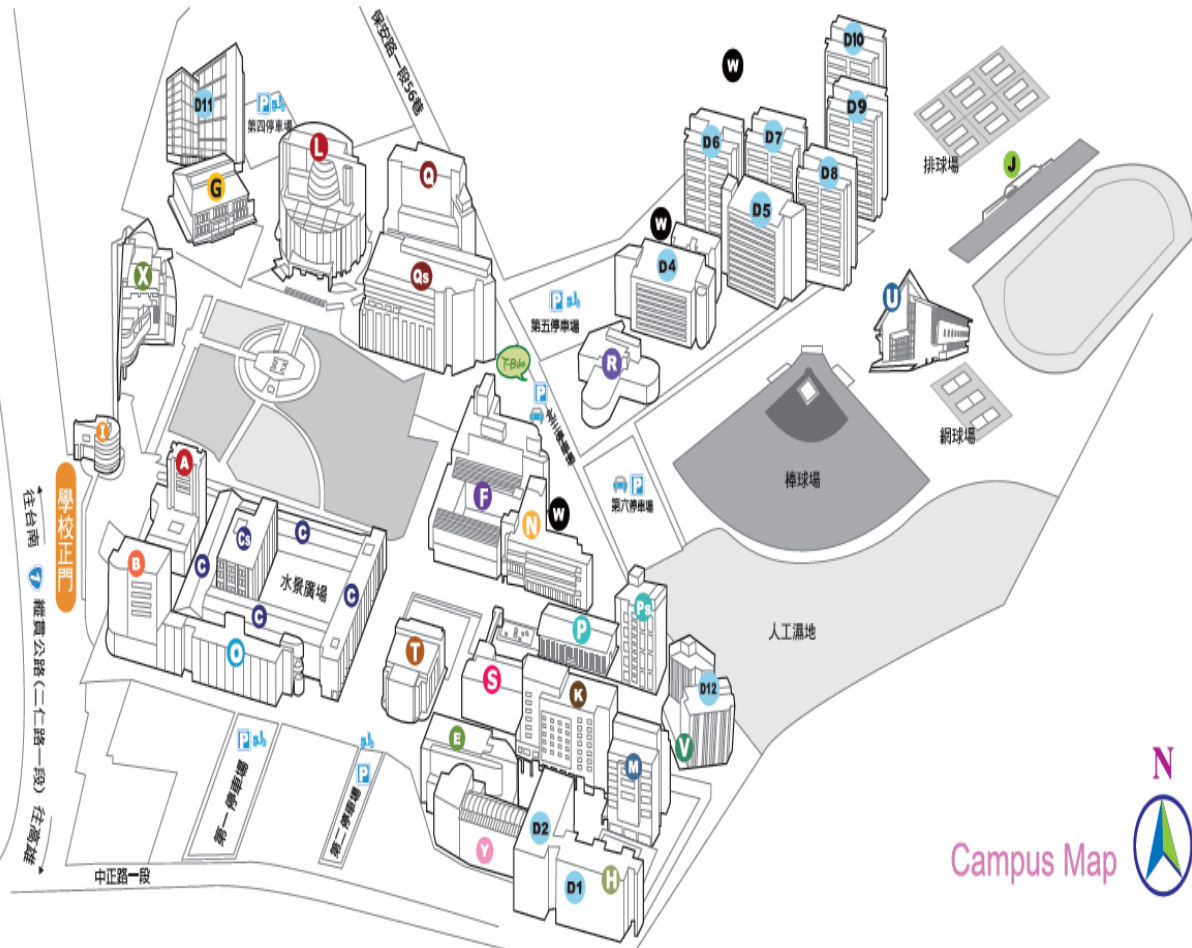 東安路一段56巷
D10
W
D11
P
第四停車場
L
Q
D6
D7
D9
D8
排球場
J
G
D5
X
W
D4
Qs
U
P
第五停車場
T-Bike
R
P
網球場
I
A
棒球場
學校正門
F
P
第六停車場
N
W
Cs
C
C
C
C
B
水景廣場
往台南
7
縱貫公路(二仁路一段)
往高雄
O
T
P
Ps
人工濕地
S
K
D12
V
E
M
P
第一停車場
P
第二停車場
Y
D2
D1
H
中正路一段
N
Campus Map